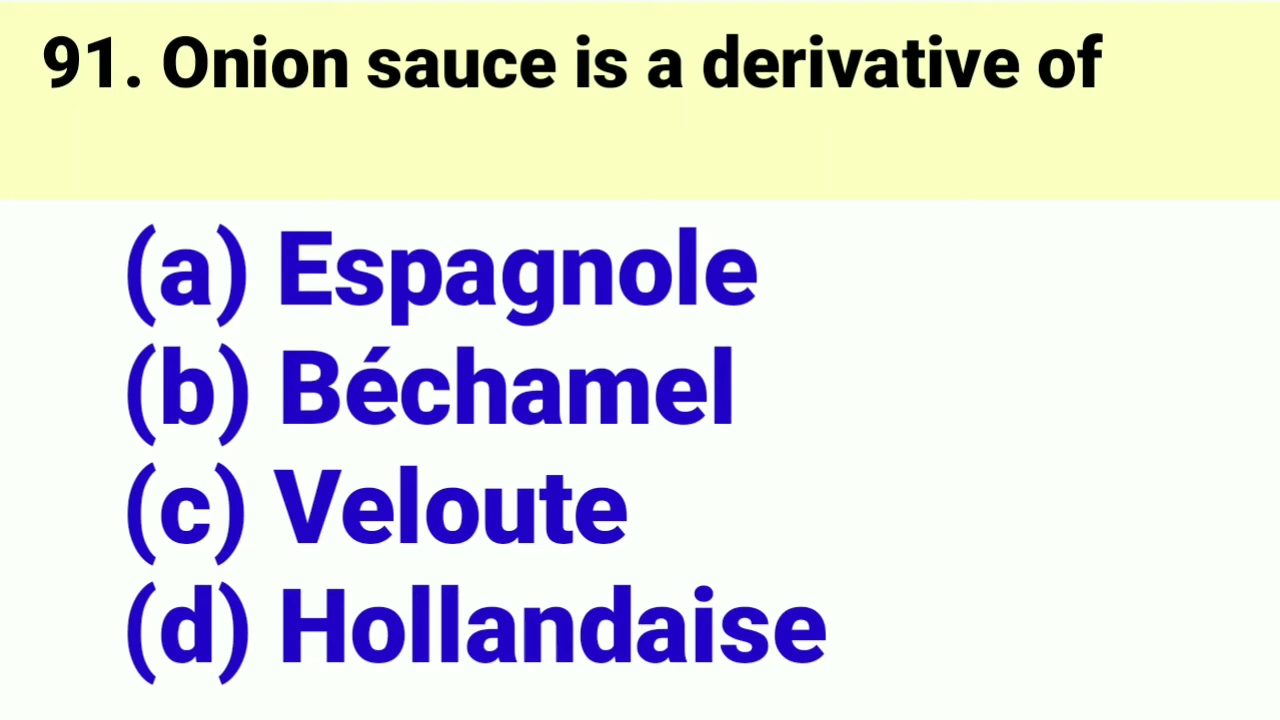 91. Onion sauce is a derivative of
(a) Espagnole
(b) Béchamel
(c) Veloute
(d) Hollandaise